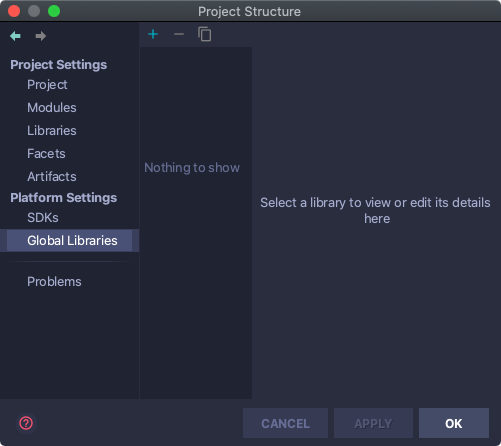 Project Structure
Project Settings
Project
Modules
Libraries
Facets
Artifacts
Platform Settings
SDKs
Global Libraries
Problems
Nothing to show
Select a library to view or edit its details
here
?
CANCEL
APPLY
OK